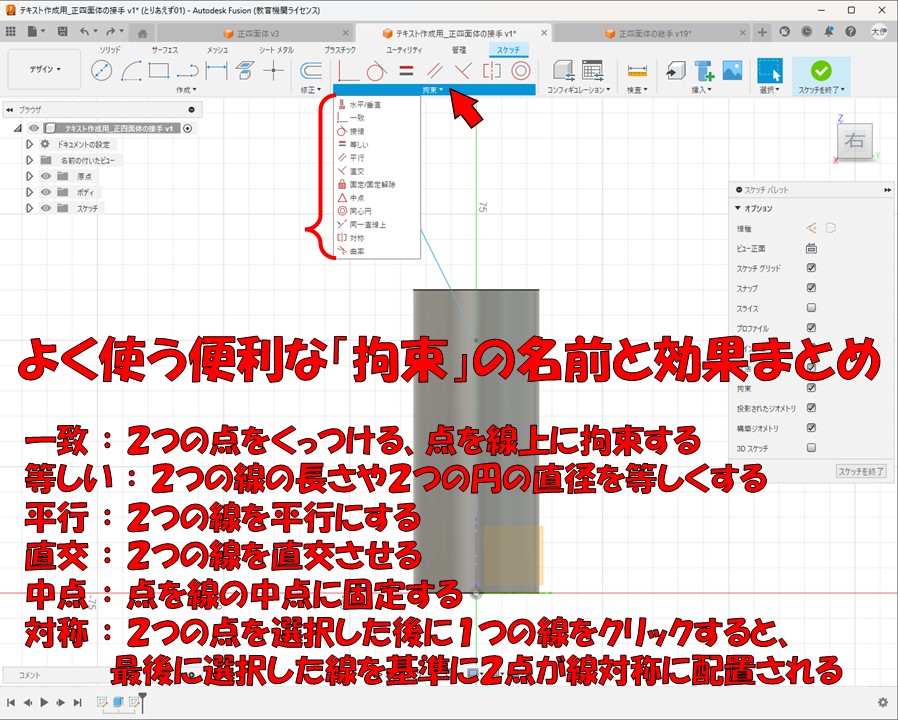 テキスト作成用_正四面体の接手 v1* (とりあえず01) - Autodesk Fusion (教育機関ライセンス)
正四面体 v3
テキスト作成用_正四面体の接手 v1*
正四面体の継手 v19*
大伊
デザイン
ソリッド サーフェス メッシュ シート メタル プラスチック ユーティリティ 管理 スケッチ
作成 修正 拘束 コンフィギュレーション 検査 挿入 選択 スケッチを終了
ブラウザ
テキスト作成用_正四面体の接手 v1
ドキュメントの設定
名前の付いたビュー
原点
ボディ
スケッチ
水平/垂直
一致
接線
等しい
平行
直交
固定/固定解除
中点
同心円
同一直線上
対称
曲率
75
Z
右
X
Y
スケッチ パレット
オプション
線種
ビュー正面
スケッチ グリッド
スナップ
スライス
プロファイル
拘束
投影されたジオメトリ
構築ジオメトリ
3D スケッチ
スケッチを終了
よく使う便利な「拘束」の名前と効果まとめ
一致：2つの点をくっつける、点を線上に拘束する
等しい：2つの線の長さや2つの円の直径を等しくする
平行：2つの線を平行にする
直交：2つの線を直交させる
中点：点を線の中点に固定する
対称：2つの点を選択した後に1つの線をクリックすると、
最後に選択した線を基準に2点が線対称に配置される
-75
コメント